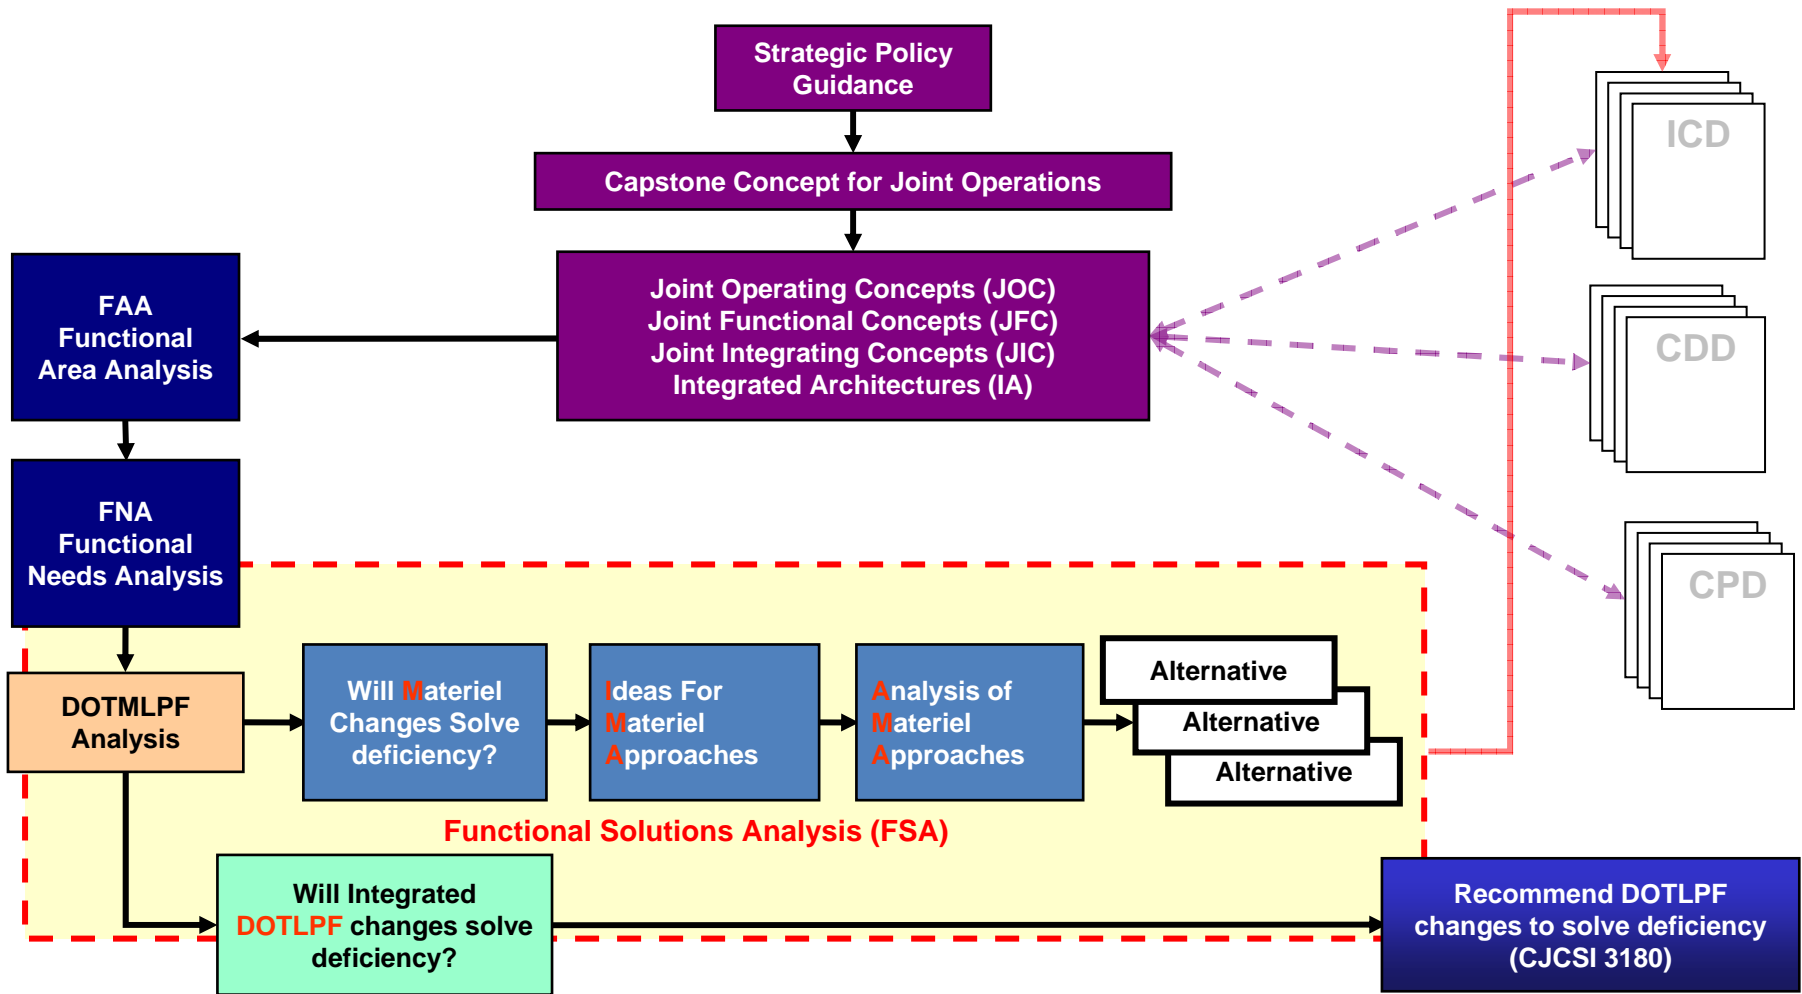 Strategic Policy
Guidance
Capstone Concept for Joint Operations
Joint Operating Concepts (JOC)
Joint Functional Concepts (JFC)
Joint Integrating Concepts (JIC)
Integrated Architectures (IA)
FAA
Functional
Area Analysis
FNA
Functional
Needs Analysis
ICD
CDD
CPD
DOTMLPF
Analysis
Will Materiel
Changes Solve
deficiency?
Ideas For
Materiel
Approaches
Analysis of
Materiel
Approaches
Alternative
Alternative
Alternative
Functional Solutions Analysis (FSA)
Will Integrated
DOTLPF changes solve
deficiency?
Recommend DOTLPF
changes to solve deficiency
(CJCSI 3180)